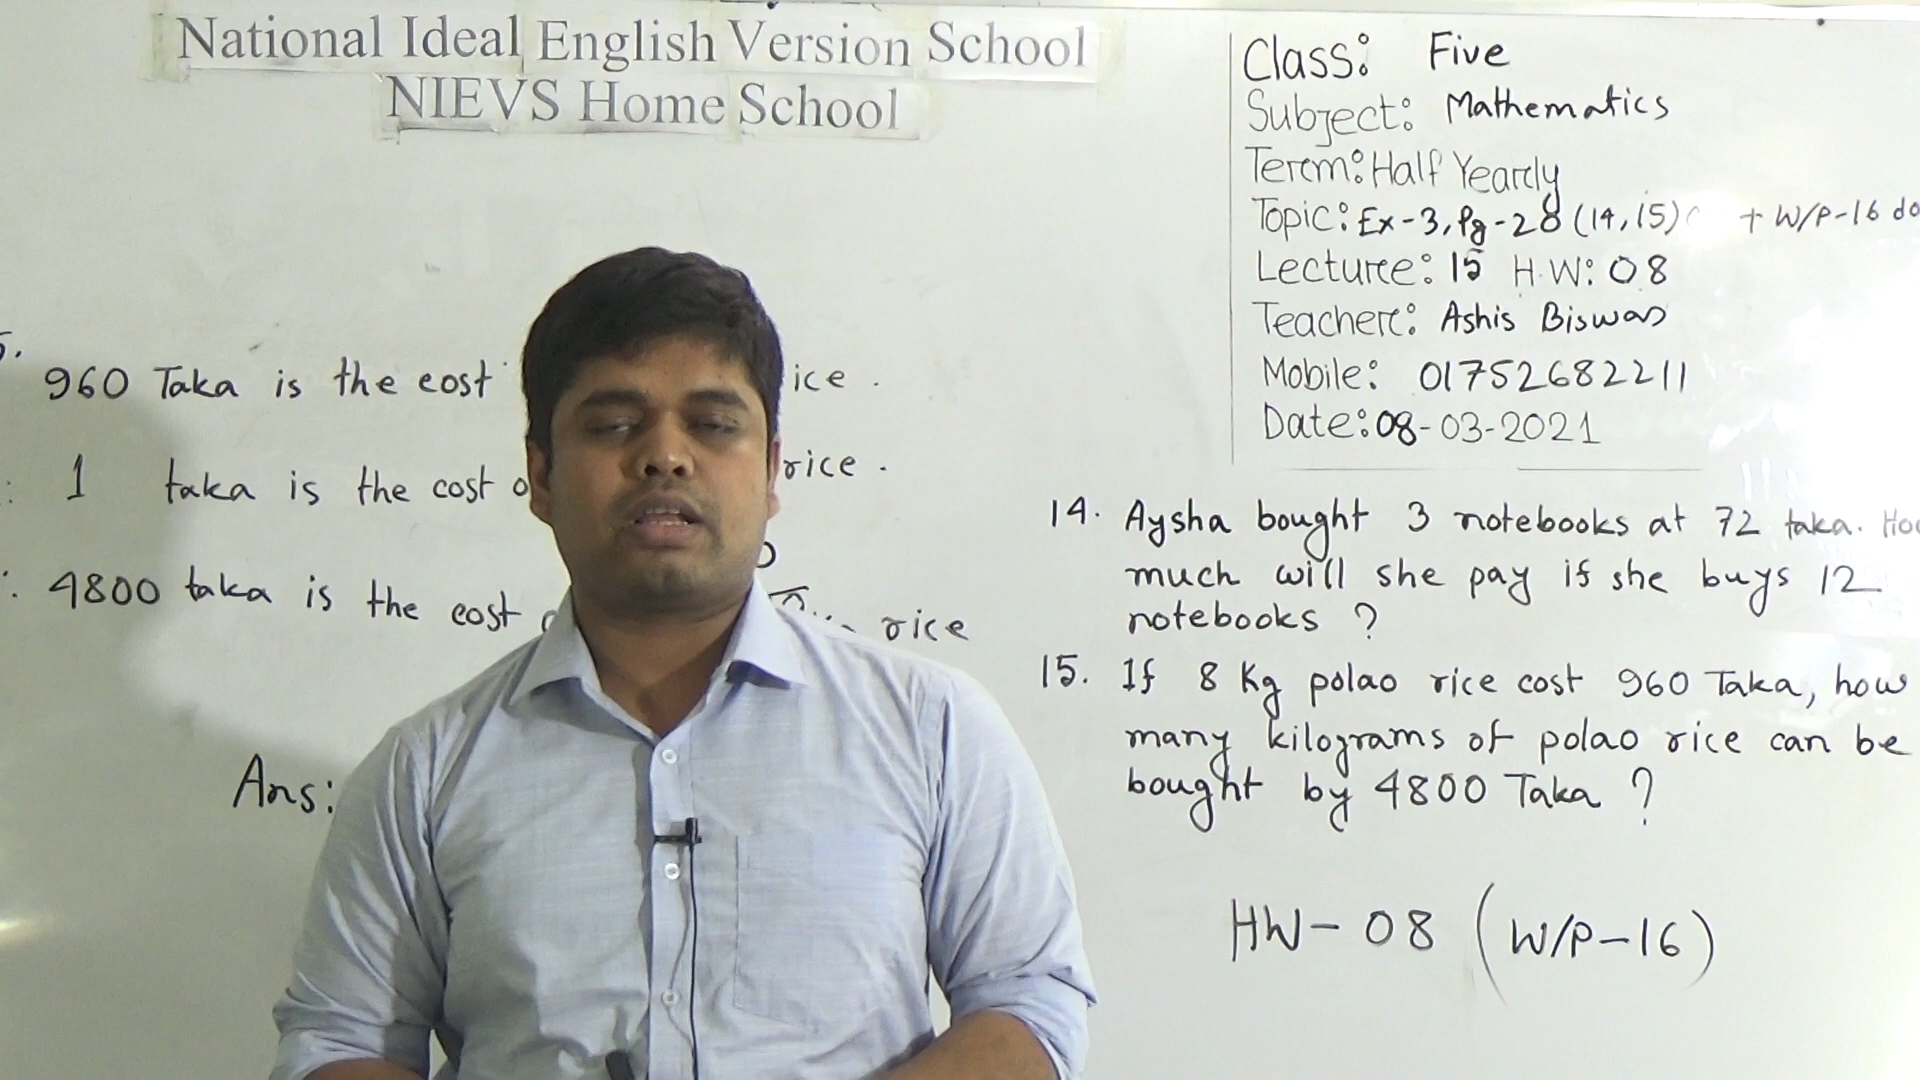 National Ideal English Version School
NIEVS Home School
Class: Five
Subject: Mathematics
Term: Half Yearly
Topic: Ex-3, Pg-28 (14,15) + W/P-16
Lecture: 15 H.W: 08
Teacher: Ashis Biswas
Mobile: 01752682211
Date: 08-03-2021
960 Taka is the cost
1 taka is the cost
rice.
4800 taka is the cost
rice
Ans:
14. Aysha bought 3 notebooks at 72 taka.
much will she pay if she buys 12
notebooks ?
15. If 8 Kg polao rice cost 960 Taka, how
many kilograms of polao rice can be
bought by 4800 Taka ?
HW-08 (W/P-16)